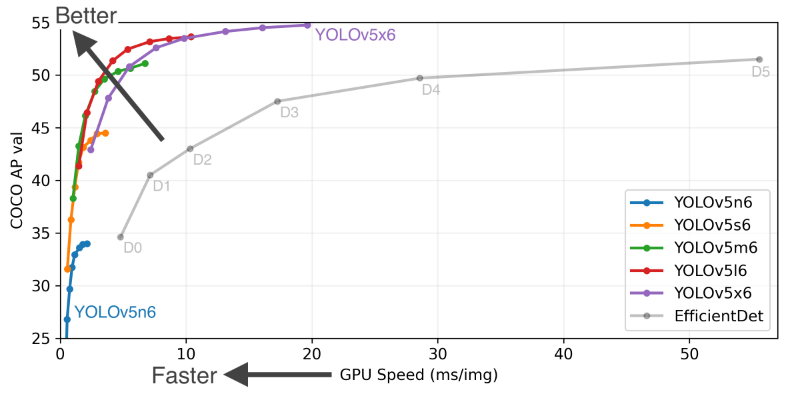 Better
55
50
45
40
35
30
25
COCO AP val
YOLOv5x6
D5
D4
D3
D2
D1
D0
YOLOv5n6
YOLOv5n6
YOLOv5s6
YOLOv5m6
YOLOv5l6
YOLOv5x6
EfficientDet
0 10 20 30 40 50
Faster
GPU Speed (ms/img)